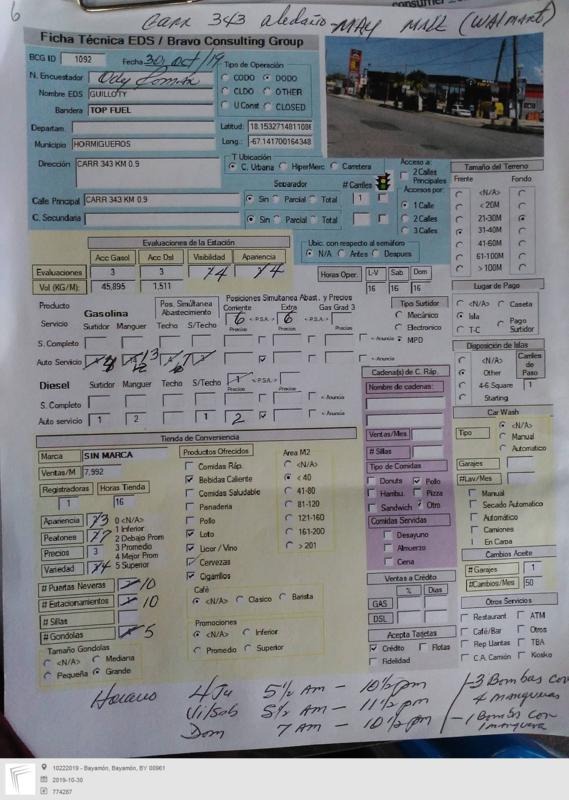 6
consumer
CARR 343 aledaño - MAY MALL (WALMART)
Ficha Técnica EDS / Bravo Consulting Group
BCG ID 1092 Fecha 30/oct/19
N. Encuestador
Nombre EDS GUILLOTY
Bandera TOP FUEL
Tipo de Operación
CODO DODO
CLDO OTHER
U Const CLOSED
Departam.
Municipio HORMIGUEROS
Latitud: 18.1532714811086
Long.: -67.141700164348
Dirección CARR 343 KM 0.9
T Ubicación
C. Urbana HiperMerc Carretera
Separador # Carriles
Calle Principal CARR 343 KM 0.9 Sin Parcial Total 1
C. Secundaria Sin Parcial Total
Acceso a:
2 Calles Principales
Accesos por:
1 Calle
2 Calles
3 Calles
Tamaño del Terreno
Frente Fondo
<N/A>
< 20M
21-30M
31-40M
41-60M
61-100M
> 100M
Evaluaciones de la Estación
Acc Gasol Acc Dsl Visibilidad Apariencia
Evaluaciones 3 3 4 4
Vol (KG/M): 45,895 1,511
Ubic. con respecto al semáforo
N/A Antes Despues
Horas Oper. L-V Sab Dom
16 16 16
Lugar de Pago
<N/A> Caseta
Isla Pago Surtidor
T-C
Producto Gasolina Pos. Simultanea Abastecimiento Posiciones Simultanea Abast. y Precios
Servicio Surtidor Manguer Techo S/Techo Corriente Extra Gas Grad 3
6 <-P.S.A-> 6 <-P.S.A->
S. Completo Precios Precios Precios <-Anuncia
Auto Servicio <-Anuncia
Tipo Surtidor
Mecánico
Electronico
MPD
Disposición de Islas
<N/A>
Other
4-6 Square
Starting
Carriles de Paso
1
Diesel Surtidor Manguer Techo S/Techo <-P.S.A->
S. Completo Precios <-Anuncia
Auto servicio 1 2 1 2 <-Anuncia
Cadena(s) de C. Ráp.
Nombre de cadenas:
Ventas/Mes
# Sillas
Tipo de Comidas
Donuts Pollo
Hambu. Pizza
Sandwich Otro
Comidas Servidas
Desayuno
Almuerzo
Cena
Car Wash
Tipo <N/A>
Manual
Automatico
Garajes
#Lav/Mes
Manual
Secado Automatico
Automático
Camiones
En Carpa
Tienda de Conveniencia
Marca SIN MARCA
Ventas/M 7,992
Registradoras Horas Tienda
1 16
Apariencia 3
Peatones
Precios 3
Variedad 4
0 <N/A>
1 Inferior
2 Debajo Prom
3 Promedio
4 Mejor Prom
5 Superior
# Puertas Neveras 10
# Estacionamientos 10
# Sillas
# Gondolas 5
Tamaño Gondolas
<N/A> Mediana
Pequeña Grande
Productos Ofrecidos
Comidas Ráp.
Bebidas Caliente
Comidas Saludable
Panaderia
Pollo
Loto
Licor / Vino
Cervezas
Cigarrillos
Area M2
<N/A>
< 40
41-80
81-120
121-160
161-200
> 201
Café
<N/A> Clasico Barista
Promociones
<N/A> Inferior
Promedio Superior
Ventas a Crédito
% Dias
GAS
DSL
Acepta Tarjetas
Crédito Flotas
Fidelidad
Cambios Aceite
# Garajes 1
#Cambios/Mes 50
Otros Servicios
Restaurant ATM
Café/Bar Otros
Rep Llantas TBA
C.A. Camión Kiosko
Horario 4 Ju 5½ Am - 10½ pm
Vi/Sab 5½ Am - 11½ pm
Dom 7 Am - 10½ pm
- 3 Bombas con
4 mangueras
- 1 Bomba con
1 manguera
10222019 - Bayamón, Bayamón, BY 00961
2019-10-30
774287